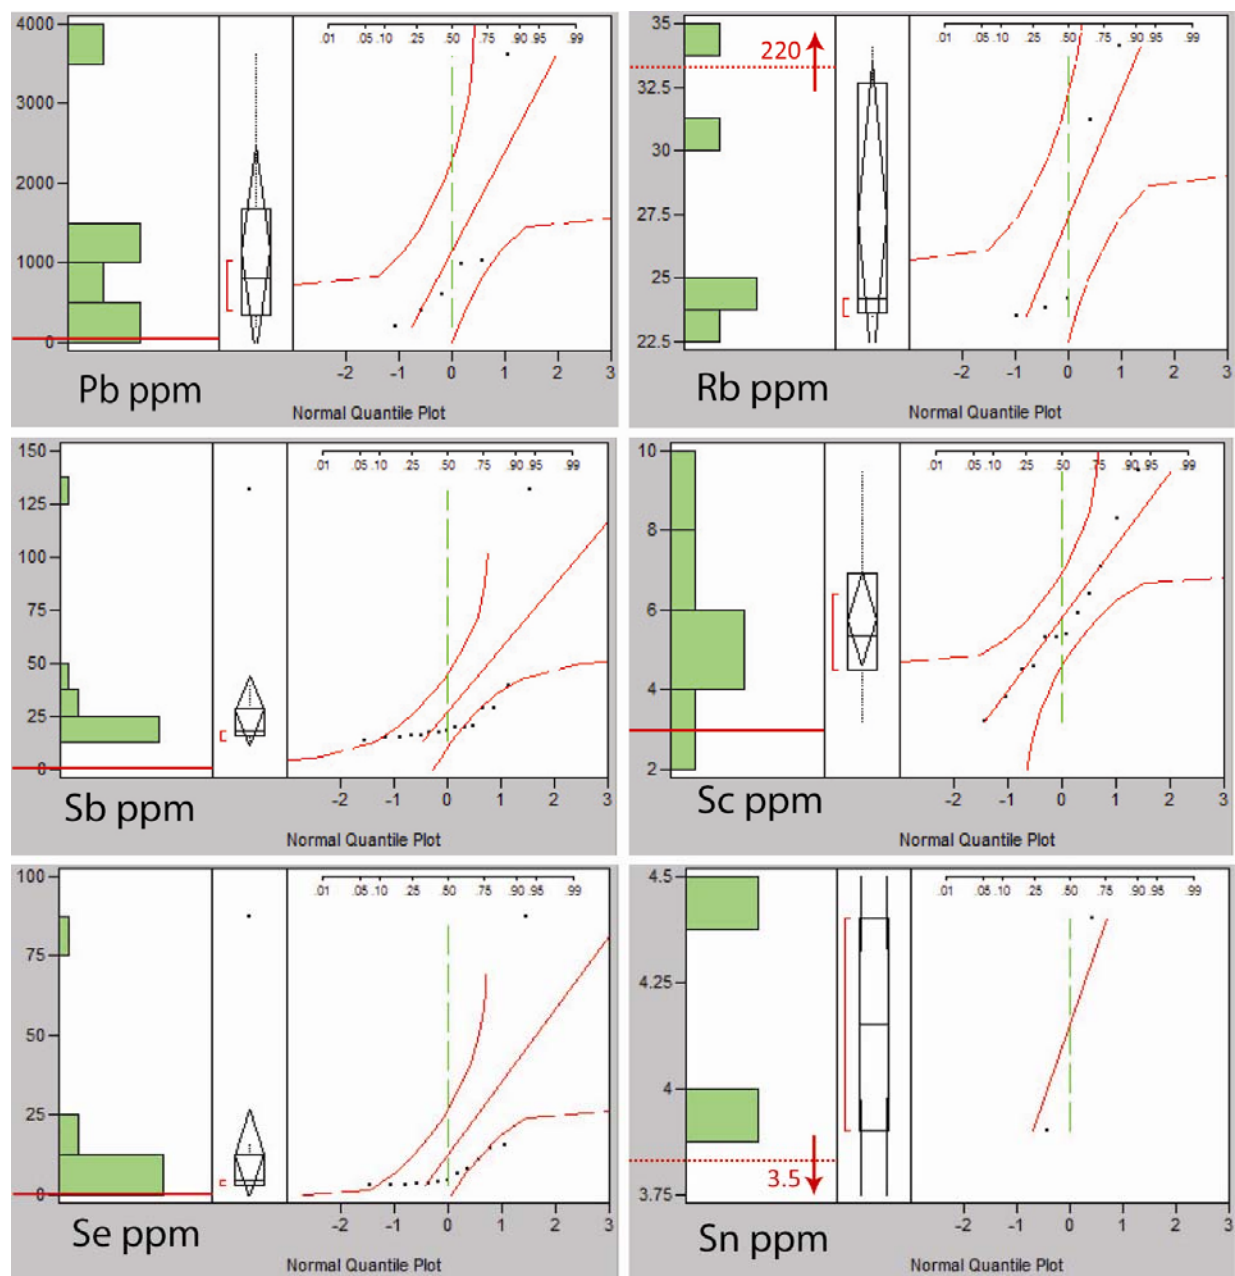 4000
3000
2000
1000
0
.01 .05 .10 .25 .50 .75 .90 .95 .99
-2 -1 0 1 2 3
Pb ppm
Normal Quantile Plot
35
32.5
30
27.5
25
22.5
220
.01 .05 .10 .25 .50 .75 .90 .95 .99
-2 -1 0 1 2 3
Rb ppm
Normal Quantile Plot
150
125
100
75
50
25
0
.01 .05 .10 .25 .50 .75 .90 .95 .99
-2 -1 0 1 2 3
Sb ppm
Normal Quantile Plot
10
8
6
4
2
.01 .05 .10 .25 .50 .75 .90 .95 .99
-2 -1 0 1 2 3
Sc ppm
Normal Quantile Plot
100
75
50
25
0
.01 .05 .10 .25 .50 .75 .90 .95 .99
-2 -1 0 1 2 3
Se ppm
Normal Quantile Plot
4.5
4.25
4
3.75
3.5
.01 .05 .10 .25 .50 .75 .90 .95 .99
-2 -1 0 1 2 3
Sn ppm
Normal Quantile Plot